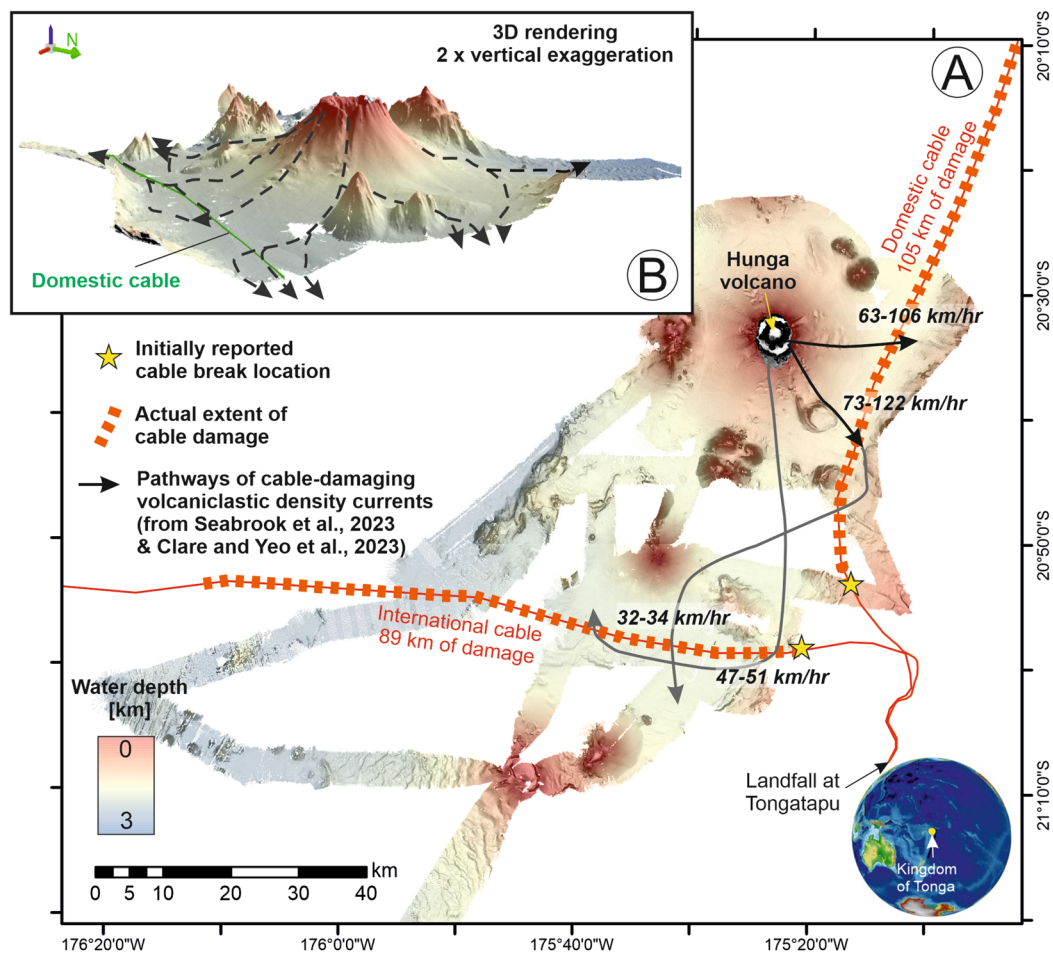 3D rendering
2 x vertical exaggeration
N
A
Domestic cable
B
20°10'0"S
20°30'0"S
20°50'0"S
21°10'0"S
Domestic cable
105 km of damage
Hunga
volcano
63-106 km/hr
73-122 km/hr
Initially reported
cable break location
Actual extent of
cable damage
Pathways of cable-damaging
volcaniclastic density currents
(from Seabrook et al., 2023
& Clare and Yeo et al., 2023)
International cable
89 km of damage
32-34 km/hr
47-51 km/hr
Water depth
[km]
0
3
Landfall at
Tongatapu
Kingdom
of Tonga
km
0 5 10 20 30 40
176°20'0"W 176°0'0"W 175°40'0"W 175°20'0"W